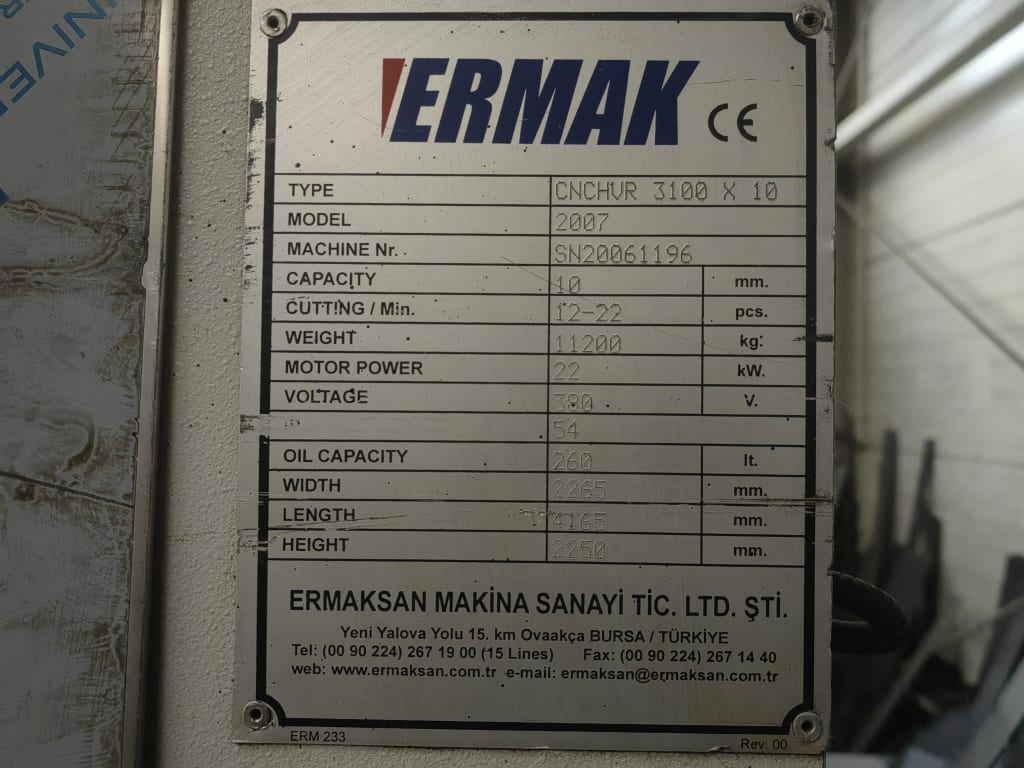 UNIVER
ERMAK CE
TYPE CNCHVR 3100 X 10
MODEL 2007
MACHINE Nr. SN20061196
CAPACITY 10 mm.
CUTTING / Min. 12-22 pcs.
WEIGHT 11200 kg.
MOTOR POWER 22 kW.
VOLTAGE 380 V.
54
OIL CAPACITY 260 lt.
WIDTH 2265 mm.
LENGTH 4165 mm.
HEIGHT 2250 mm.
ERMAKSAN MAKİNA SANAYİ TİC. LTD. ŞTİ.
Yeni Yalova Yolu 15. km Ovaakça BURSA / TÜRKİYE
Tel: (00 90 224) 267 19 00 (15 Lines) Fax: (00 90 224) 267 14 40
web: www.ermaksan.com.tr e-mail: ermaksan@ermaksan.com.tr
ERM 233 Rev: 00